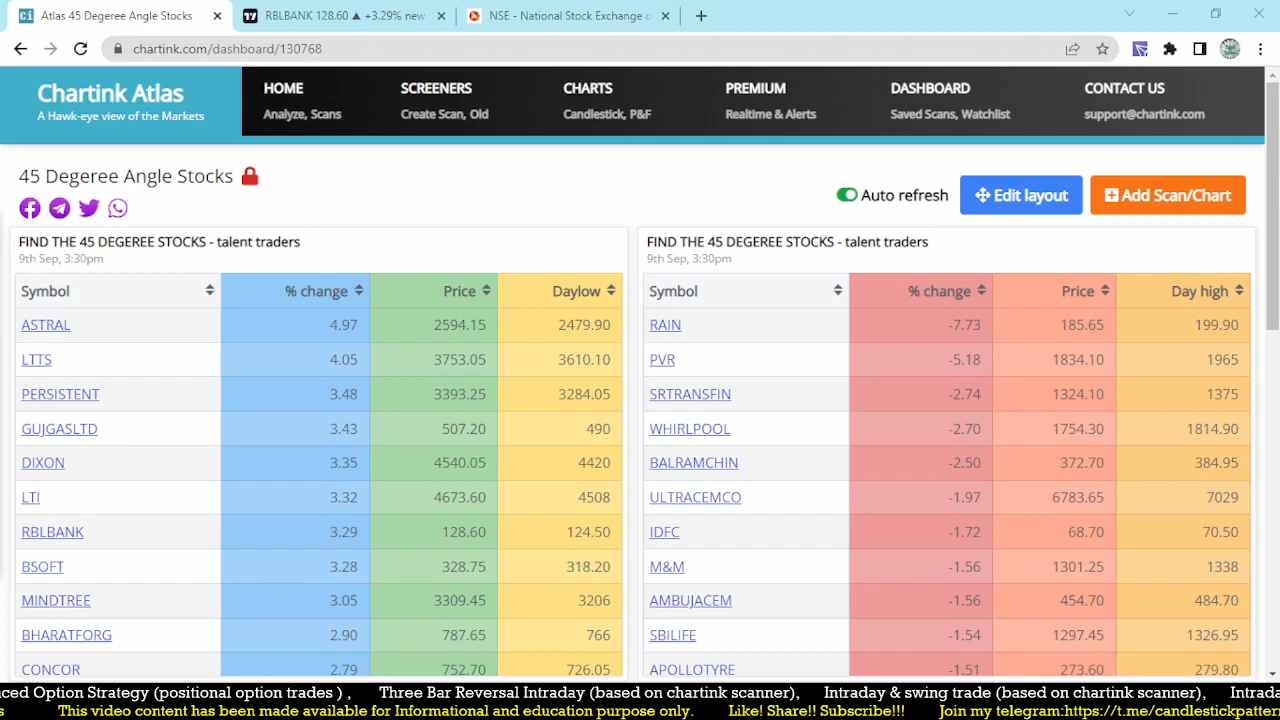 Atlas 45 Degeree Angle Stocks
RBLBANK 128.60 ▲ +3.29% new
NSE - National Stock Exchange o
chartink.com/dashboard/130768
Chartink Atlas
A Hawk-eye view of the Markets
HOME
Analyze, Scans
SCREENERS
Create Scan, Old
CHARTS
Candlestick, P&F
PREMIUM
Realtime & Alerts
DASHBOARD
Saved Scans, Watchlist
CONTACT US
support@chartink.com
45 Degeree Angle Stocks
Auto refresh
Edit layout
Add Scan/Chart
FIND THE 45 DEGEREE STOCKS - talent traders
9th Sep, 3:30pm
Symbol % change Price Daylow
ASTRAL 4.97 2594.15 2479.90
LTTS 4.05 3753.05 3610.10
PERSISTENT 3.48 3393.25 3284.05
GUJGASLTD 3.43 507.20 490
DIXON 3.35 4540.05 4420
LTI 3.32 4673.60 4508
RBLBANK 3.29 128.60 124.50
BSOFT 3.28 328.75 318.20
MINDTREE 3.05 3309.45 3206
BHARATFORG 2.90 787.65 766
CONCOR 2.79 752.70 726.05
FIND THE 45 DEGEREE STOCKS - talent traders
9th Sep, 3:30pm
Symbol % change Price Day high
RAIN -7.73 185.65 199.90
PVR -5.18 1834.10 1965
SRTRANSFIN -2.74 1324.10 1375
WHIRLPOOL -2.70 1754.30 1814.90
BALRAMCHIN -2.50 372.70 384.95
ULTRACEMCO -1.97 6783.65 7029
IDFC -1.72 68.70 70.50
M&M -1.56 1301.25 1338
AMBUJACEM -1.56 454.70 484.70
SBILIFE -1.54 1297.45 1326.95
APOLLOTYRE -1.51 273.60 279.80
ced Option Strategy (positional option trades ) , Three Bar Reversal Intraday (based on chartink scanner), Intraday & swing trade (based on chartink scanner), Intrada
s This video content has been made available for Informational and education purpose only. Like! Share!! Subscribe!!! Join my telegram:https://t.me/candlestickpatter